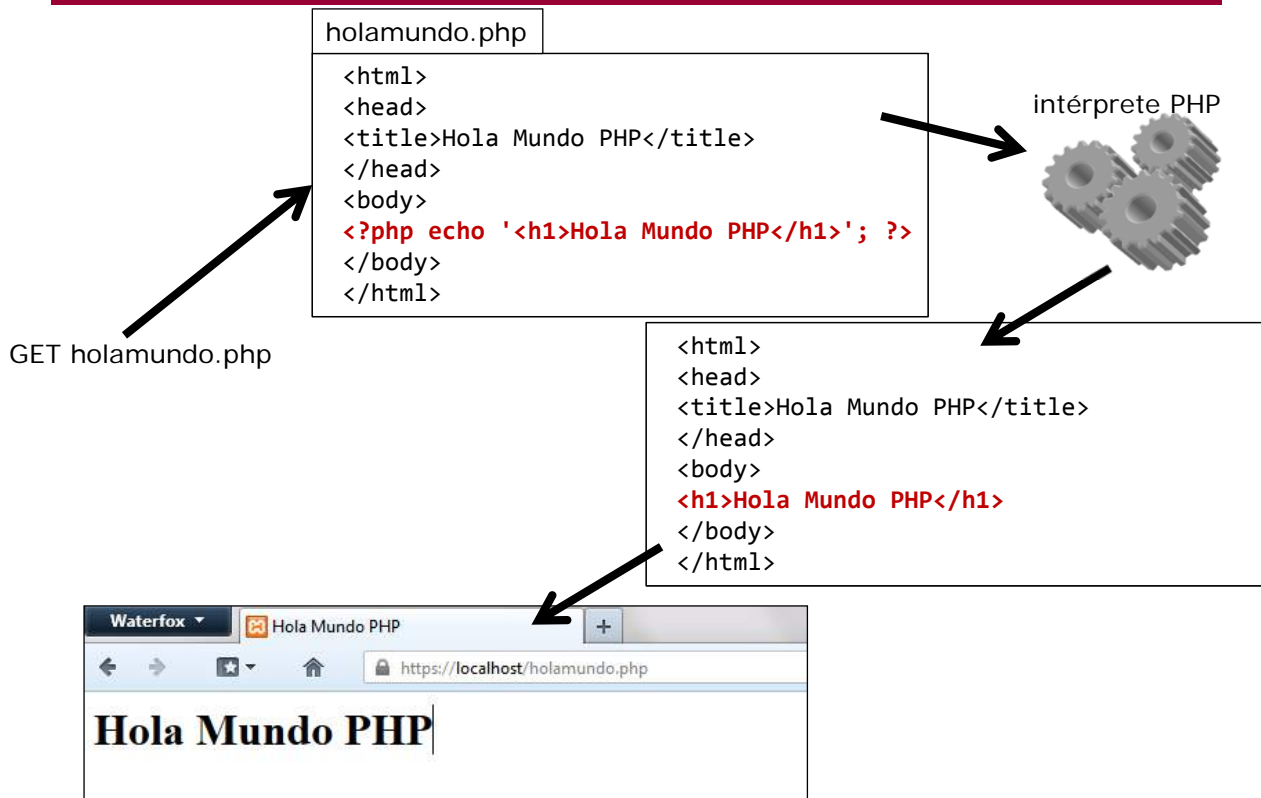 holamundo.php
<html>
<head>
<title>Hola Mundo PHP</title>
</head>
<body>
<?php echo '<h1>Hola Mundo PHP</h1>'; ?>
</body>
</html>
intérprete PHP
GET holamundo.php
<html>
<head>
<title>Hola Mundo PHP</title>
</head>
<body>
<h1>Hola Mundo PHP</h1>
</body>
</html>
Waterfox
Hola Mundo PHP
https://localhost/holamundo.php
Hola Mundo PHP